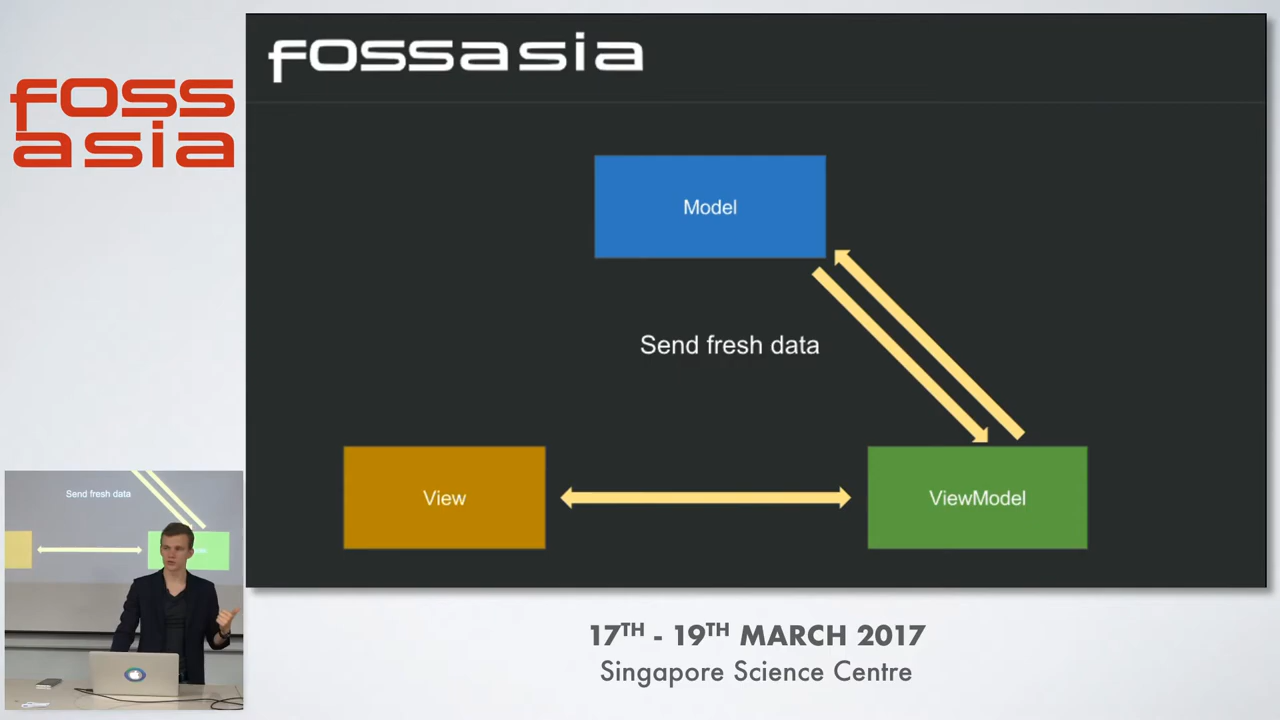 foss
asia
fossasia
Model
Send fresh data
View
ViewModel
Send fresh data
17TH - 19TH MARCH 2017
Singapore Science Centre